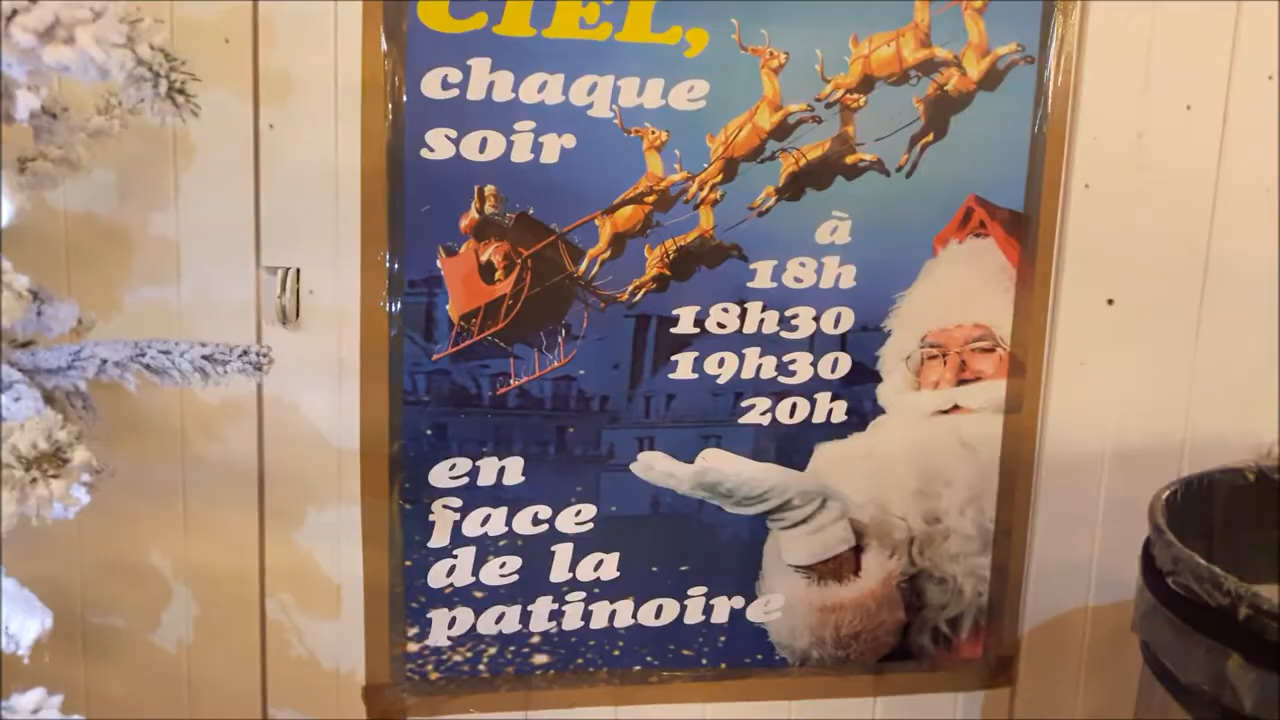 CIEL,
chaque
soir
à
18h
18h30
19h30
20h
en
face
de la
patinoire